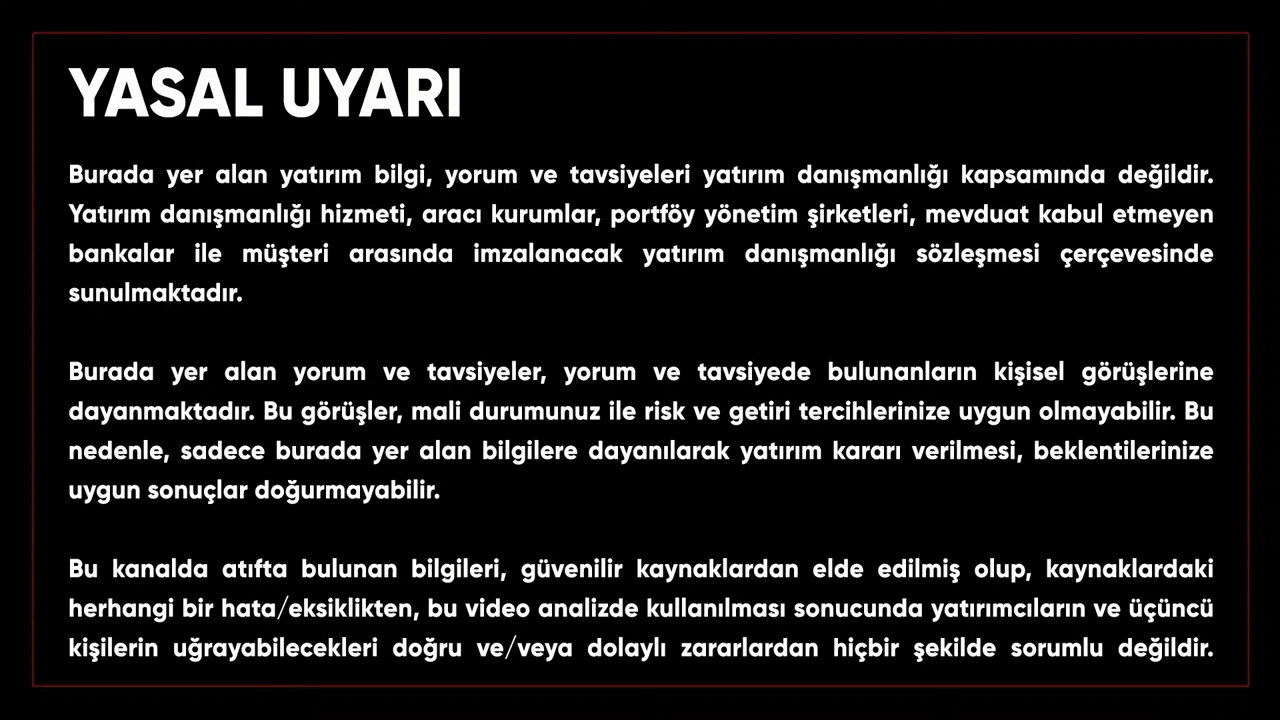 YASAL UYARI
Burada yer alan yatırım bilgi, yorum ve tavsiyeleri yatırım danışmanlığı kapsamında değildir.
Yatırım danışmanlığı hizmeti, aracı kurumlar, portföy yönetim şirketleri, mevduat kabul etmeyen
bankalar ile müşteri arasında imzalanacak yatırım danışmanlığı sözleşmesi çerçevesinde
sunulmaktadır.
Burada yer alan yorum ve tavsiyeler, yorum ve tavsiyede bulunanların kişisel görüşlerine
dayanmaktadır. Bu görüşler, mali durumunuz ile risk ve getiri tercihlerinize uygun olmayabilir. Bu
nedenle, sadece burada yer alan bilgilere dayanılarak yatırım kararı verilmesi, beklentilerinize
uygun sonuçlar doğurmayabilir.
Bu kanalda atıfta bulunan bilgileri, güvenilir kaynaklardan elde edilmiş olup, kaynaklardaki
herhangi bir hata/eksiklikten, bu video analizde kullanılması sonucunda yatırımcıların ve üçüncü
kişilerin uğrayabilecekleri doğru ve/veya dolaylı zararlardan hiçbir şekilde sorumlu değildir.